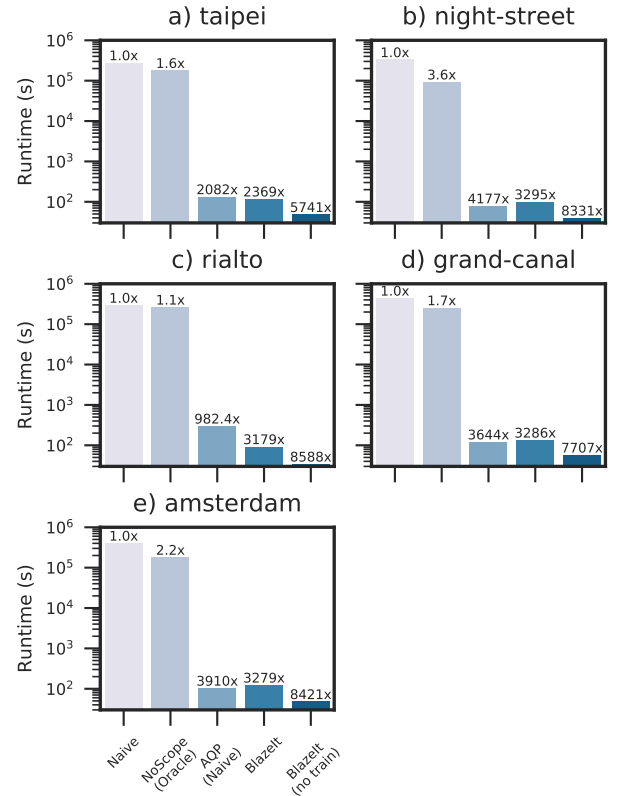 a) taipei
b) night-street
Runtime (s)
10^6
10^5
10^4
10^3
10^2
1.0x
1.6x
2082x
2369x
5741x
1.0x
3.6x
4177x
3295x
8331x
c) rialto
d) grand-canal
Runtime (s)
10^6
10^5
10^4
10^3
10^2
1.0x
1.1x
982.4x
3179x
8588x
1.0x
1.7x
3644x
3286x
7707x
e) amsterdam
Runtime (s)
10^6
10^5
10^4
10^3
10^2
1.0x
2.2x
3910x
3279x
8421x
Naive
NoScope
(Oracle)
AQP
(Naive)
BlazeIt
BlazeIt
(no train)